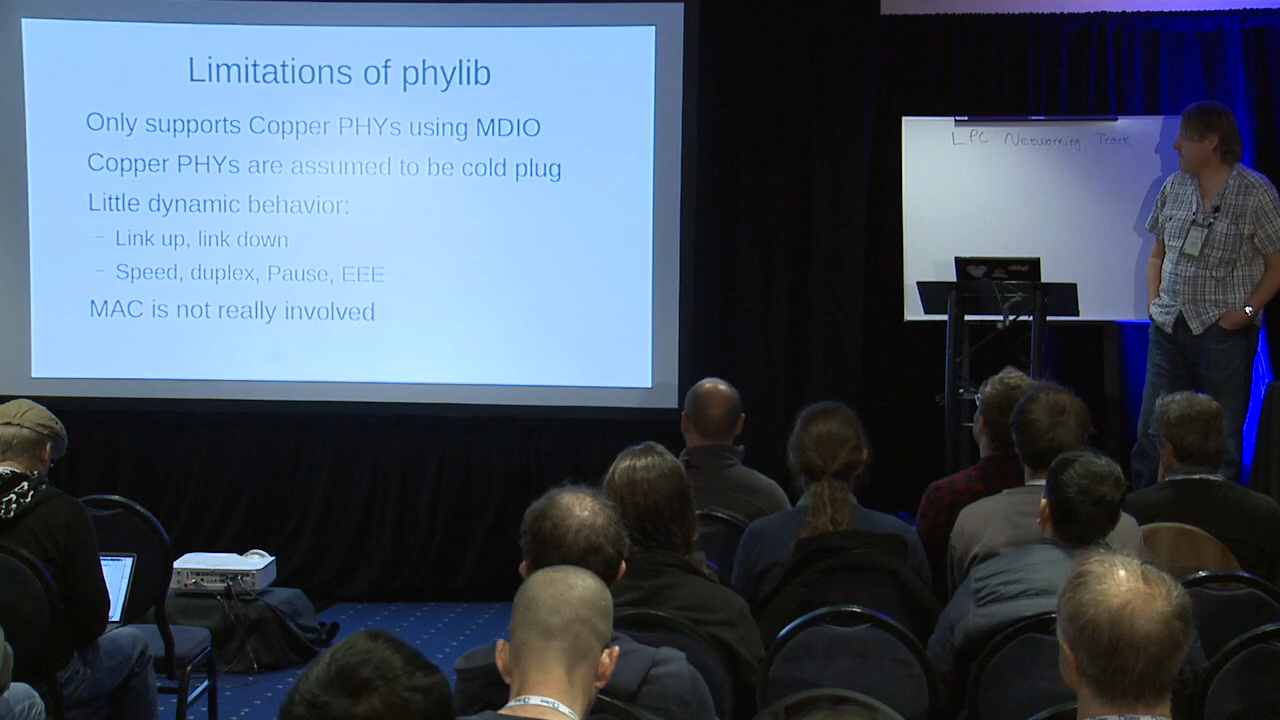 Limitations of phylib
Only supports Copper PHYs using MDIO
Copper PHYs are assumed to be cold plug
Little dynamic behavior:
– Link up, link down
– Speed, duplex, Pause, EEE
MAC is not really involved
LPC Networking Track